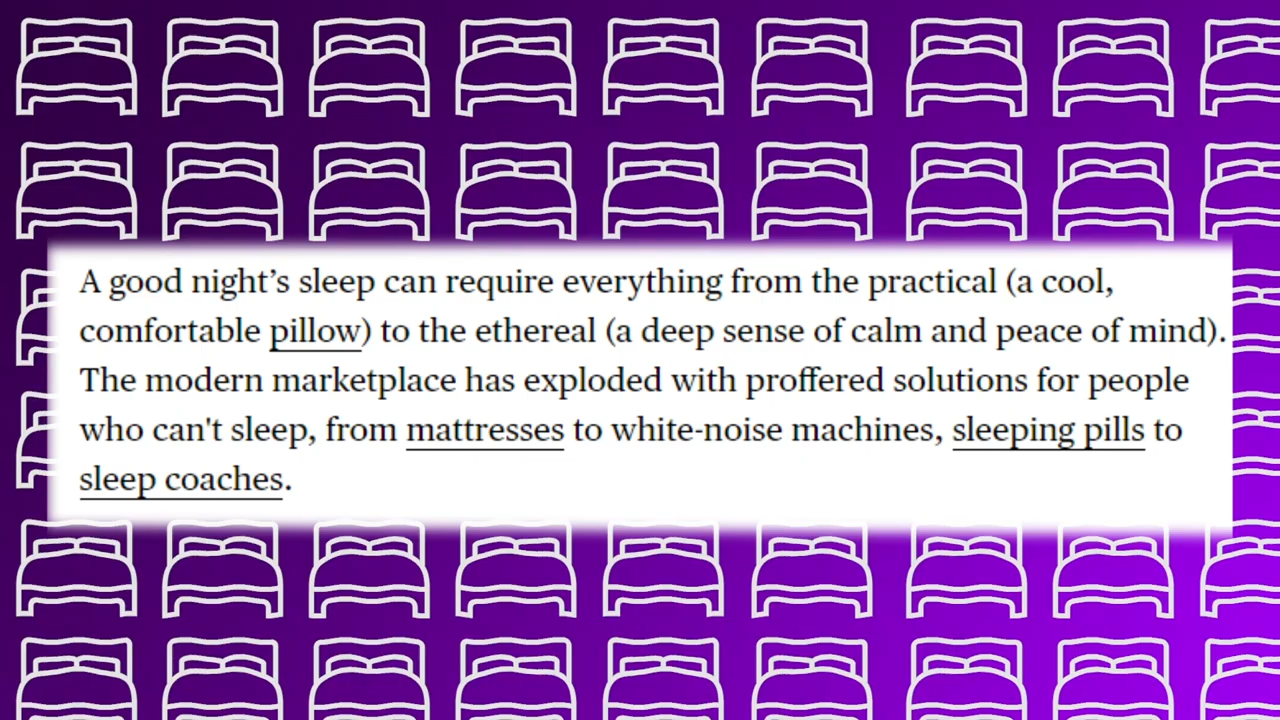 A good night’s sleep can require everything from the practical (a cool,
comfortable pillow) to the ethereal (a deep sense of calm and peace of mind).
The modern marketplace has exploded with proffered solutions for people
who can't sleep, from mattresses to white-noise machines, sleeping pills to
sleep coaches.